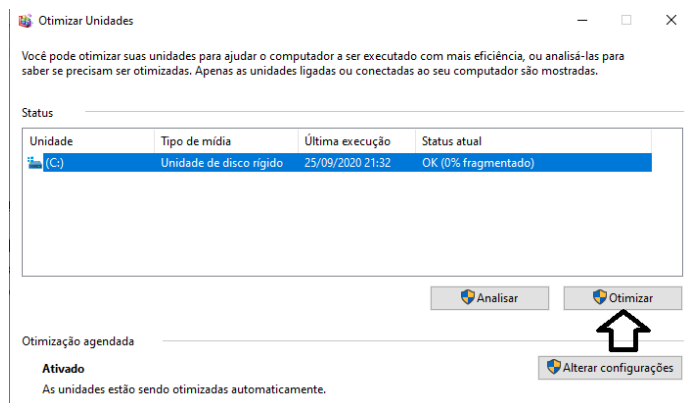 Otimizar Unidades
Você pode otimizar suas unidades para ajudar o computador a ser executado com mais eficiência, ou analisá-las para
saber se precisam ser otimizadas. Apenas as unidades ligadas ou conectadas ao seu computador são mostradas.
Status
Unidade Tipo de mídia Última execução Status atual
(C:) Unidade de disco rígido 25/09/2020 21:32 OK (0% fragmentado)
Analisar Otimizar
Otimização agendada
Ativado Alterar configurações
As unidades estão sendo otimizadas automaticamente.